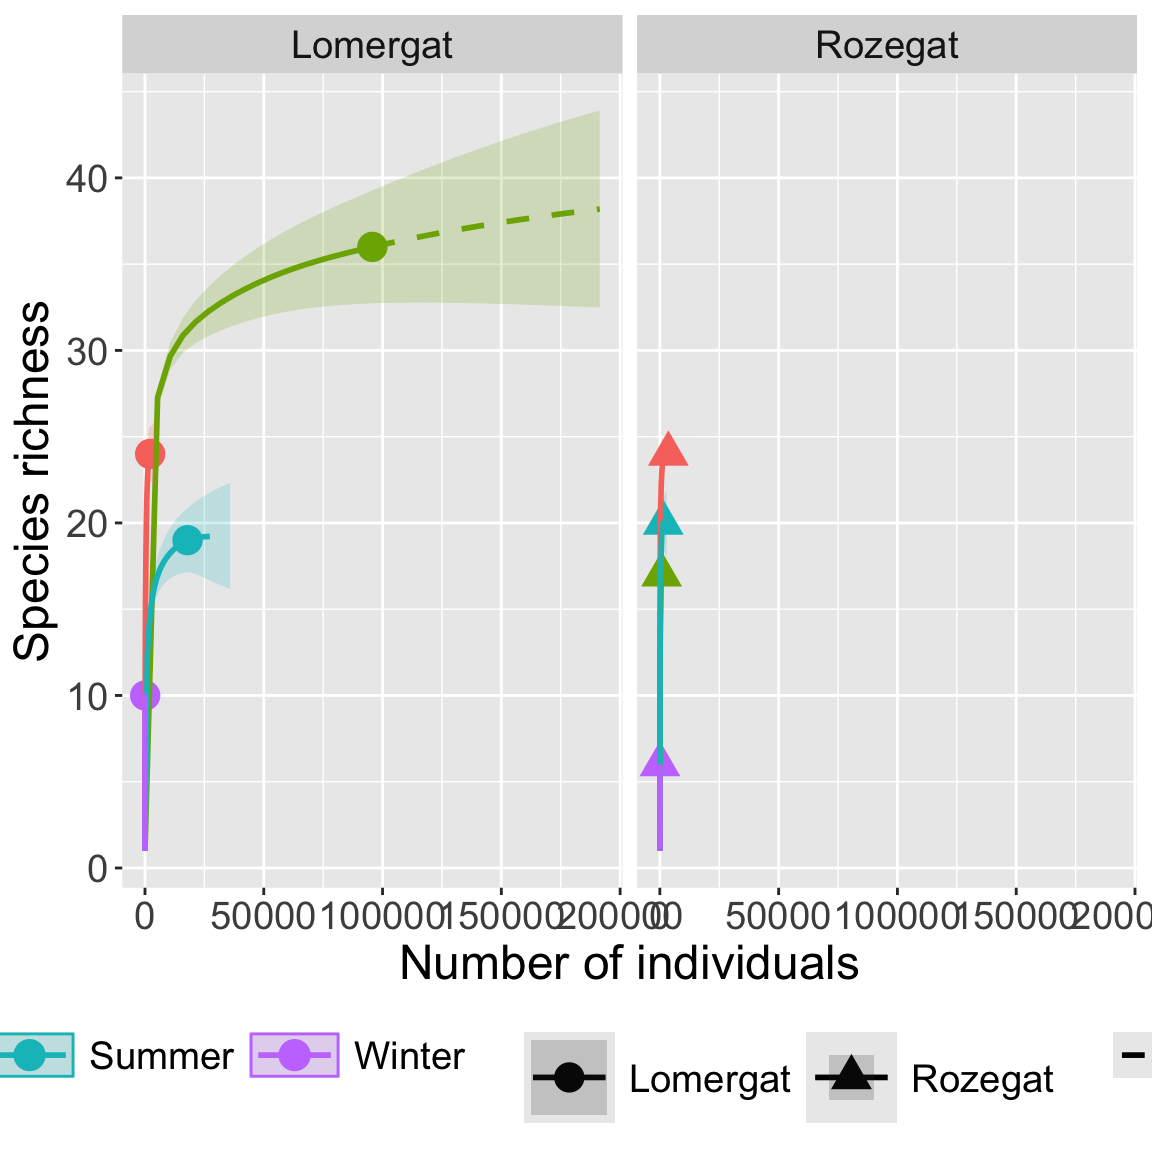 Lomergat Rozegat
40
30
20
10
0
Species richness
0 50000 100000 150000 200000 0 50000 100000 150000
Number of individuals
Summer Winter Lomergat Rozegat